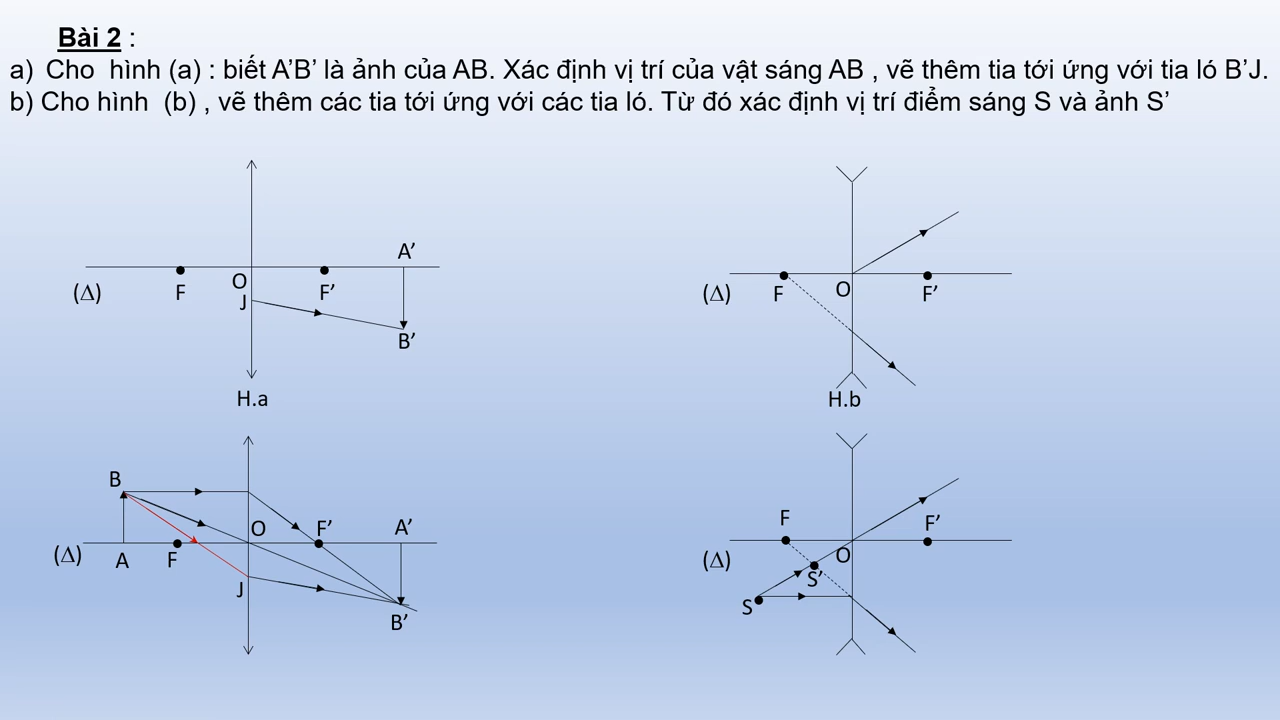 Bài 2 :
a) Cho hình (a) : biết A’B’ là ảnh của AB. Xác định vị trí của vật sáng AB , vẽ thêm tia tới ứng với tia ló B’J.
b) Cho hình (b) , vẽ thêm các tia tới ứng với các tia ló. Từ đó xác định vị trí điểm sáng S và ảnh S’
A’
O
(Δ)
F
J
F’
B’
H.a
(Δ)
F
O
F’
H.b
B
O
F’
A’
(Δ)
A
F
J
B’
F
F’
(Δ)
O
S’
S